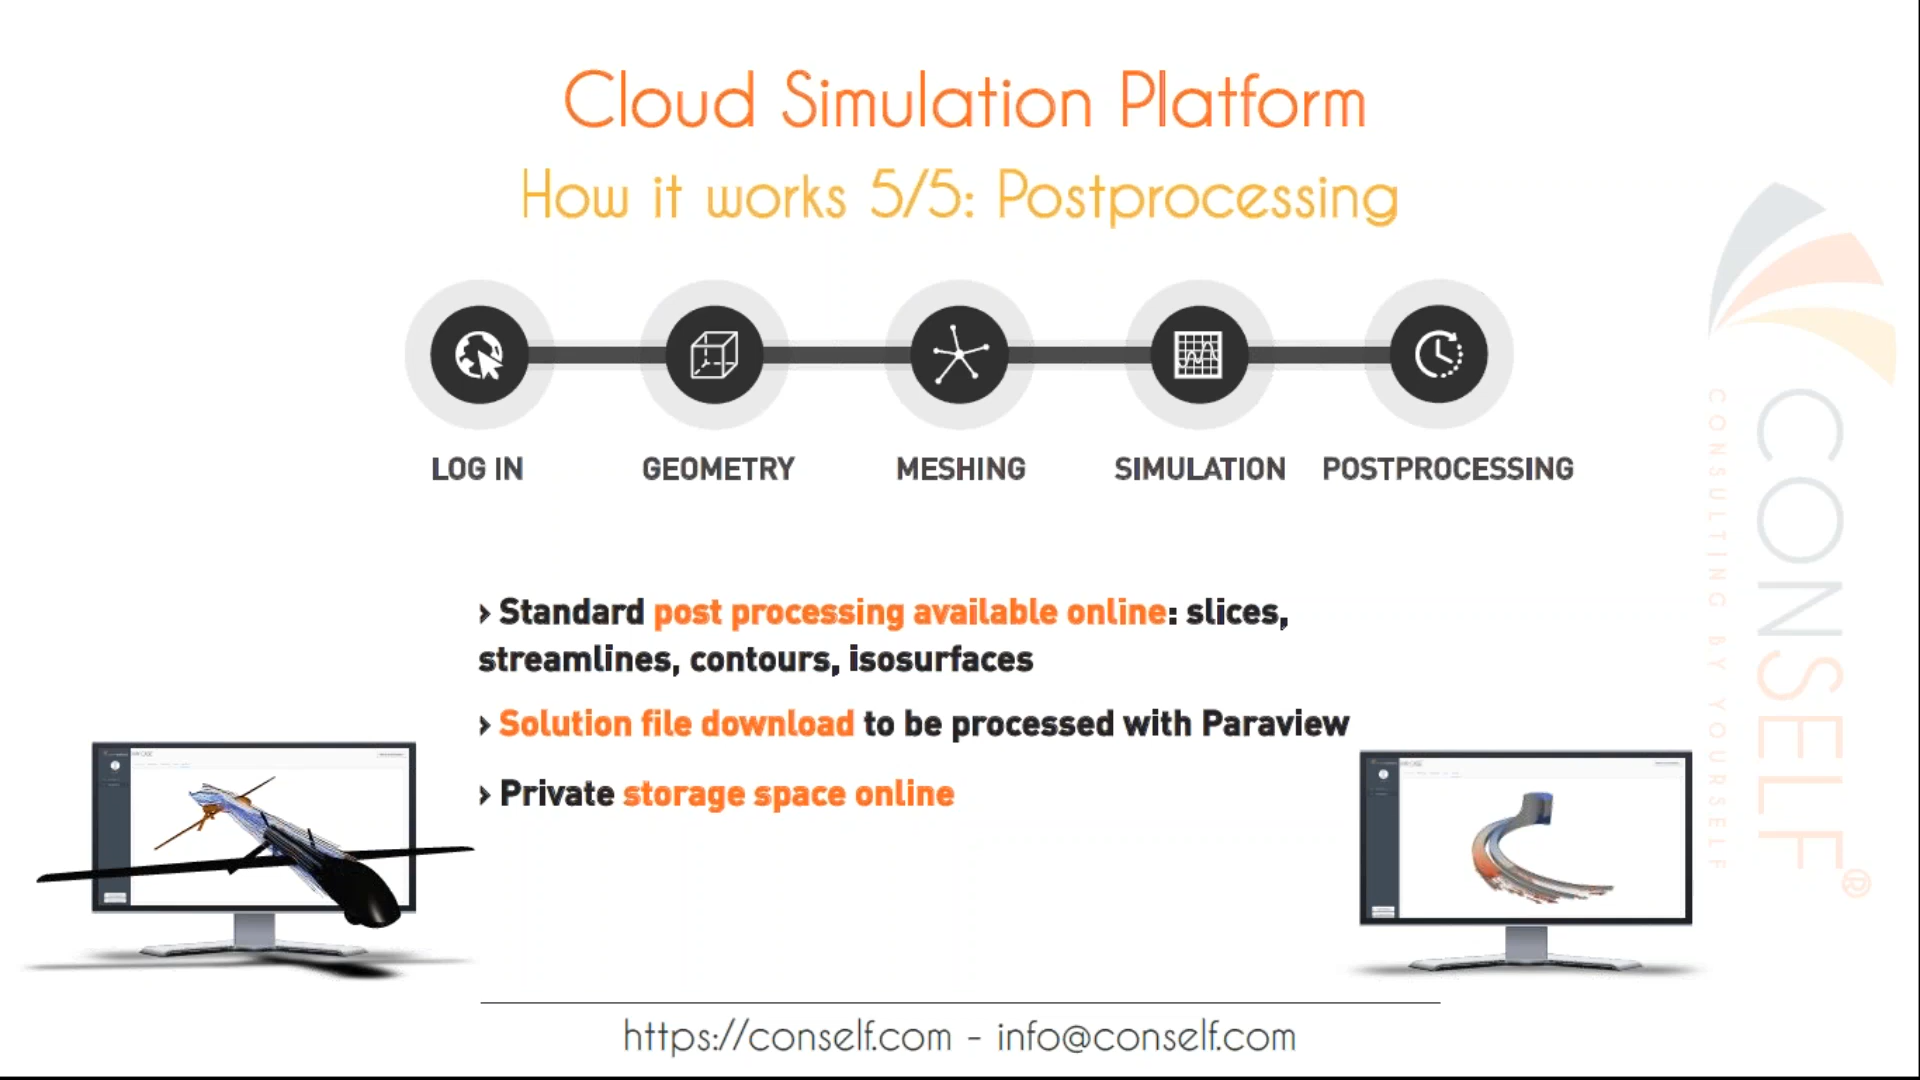 Cloud Simulation Platform
How it works 5/5: Postprocessing
LOG IN
GEOMETRY
MESHING
SIMULATION
POSTPROCESSING
› Standard post processing available online: slices,
streamlines, contours, isosurfaces
› Solution file download to be processed with Paraview
› Private storage space online
https://conself.com - info@conself.com
CONSELF®
CONSULTING BY YOURSELF